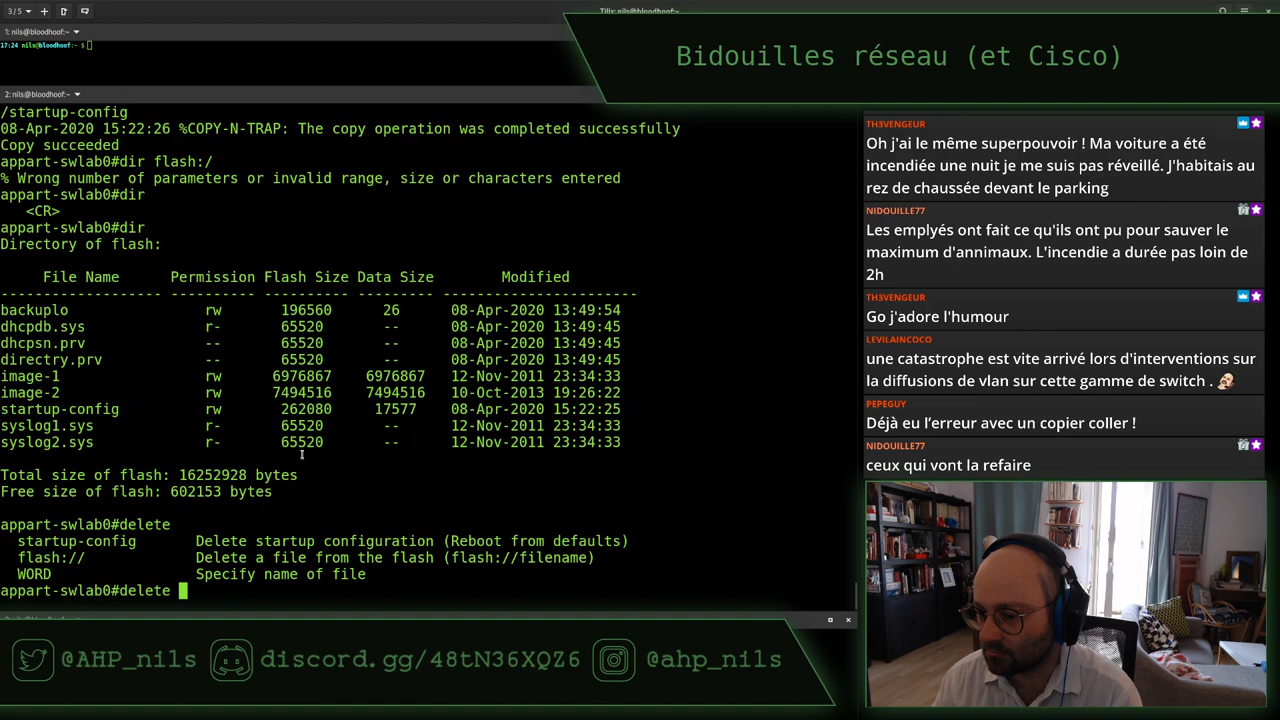 3 / 5
Tilix: nils@bloodhoof:~
1: nils@bloodhoof:~
17:24 nils@bloodhoof:~ $
Bidouilles réseau (et Cisco)
2: nils@bloodhoof:~
/startup-config
08-Apr-2020 15:22:26 %COPY-N-TRAP: The copy operation was completed successfully
Copy succeeded
appart-swlab0#dir flash:/
% Wrong number of parameters or invalid range, size or characters entered
appart-swlab0#dir
<CR>
appart-swlab0#dir
Directory of flash:
File Name Permission Flash Size Data Size Modified
------------------- ---------- ---------- --------- -----------------------
backuplo rw 196560 26 08-Apr-2020 13:49:54
dhcpdb.sys r- 65520 -- 08-Apr-2020 13:49:45
dhcpsn.prv -- 65520 -- 08-Apr-2020 13:49:45
directry.prv -- 65520 -- 08-Apr-2020 13:49:45
image-1 rw 6976867 6976867 12-Nov-2011 23:34:33
image-2 rw 7494516 7494516 10-Oct-2013 19:26:22
startup-config rw 262080 17577 08-Apr-2020 15:22:25
syslog1.sys r- 65520 -- 12-Nov-2011 23:34:33
syslog2.sys r- 65520 -- 12-Nov-2011 23:34:33
Total size of flash: 16252928 bytes
Free size of flash: 602153 bytes
appart-swlab0#delete
startup-config Delete startup configuration (Reboot from defaults)
flash:// Delete a file from the flash (flash://filename)
WORD Specify name of file
appart-swlab0#delete
TH3VENGEUR
Oh j'ai le même superpouvoir ! Ma voiture a été
incendiée une nuit je me suis pas réveillé. J'habitais au
rez de chaussée devant le parking
NIDOUILLE77
Les emplyés ont fait ce qu'ils ont pu pour sauver le
maximum d'annimaux. L'incendie a durée pas loin de
2h
TH3VENGEUR
Go j'adore l'humour
LEVILAINCOCO
une catastrophe est vite arrivé lors d'interventions sur
la diffusions de vlan sur cette gamme de switch .
PEPEGUY
Déjà eu l'erreur avec un copier coller !
NIDOUILLE77
ceux qui vont la refaire
@AHP_nils
discord.gg/48tN36XQZ6
@ahp_nils